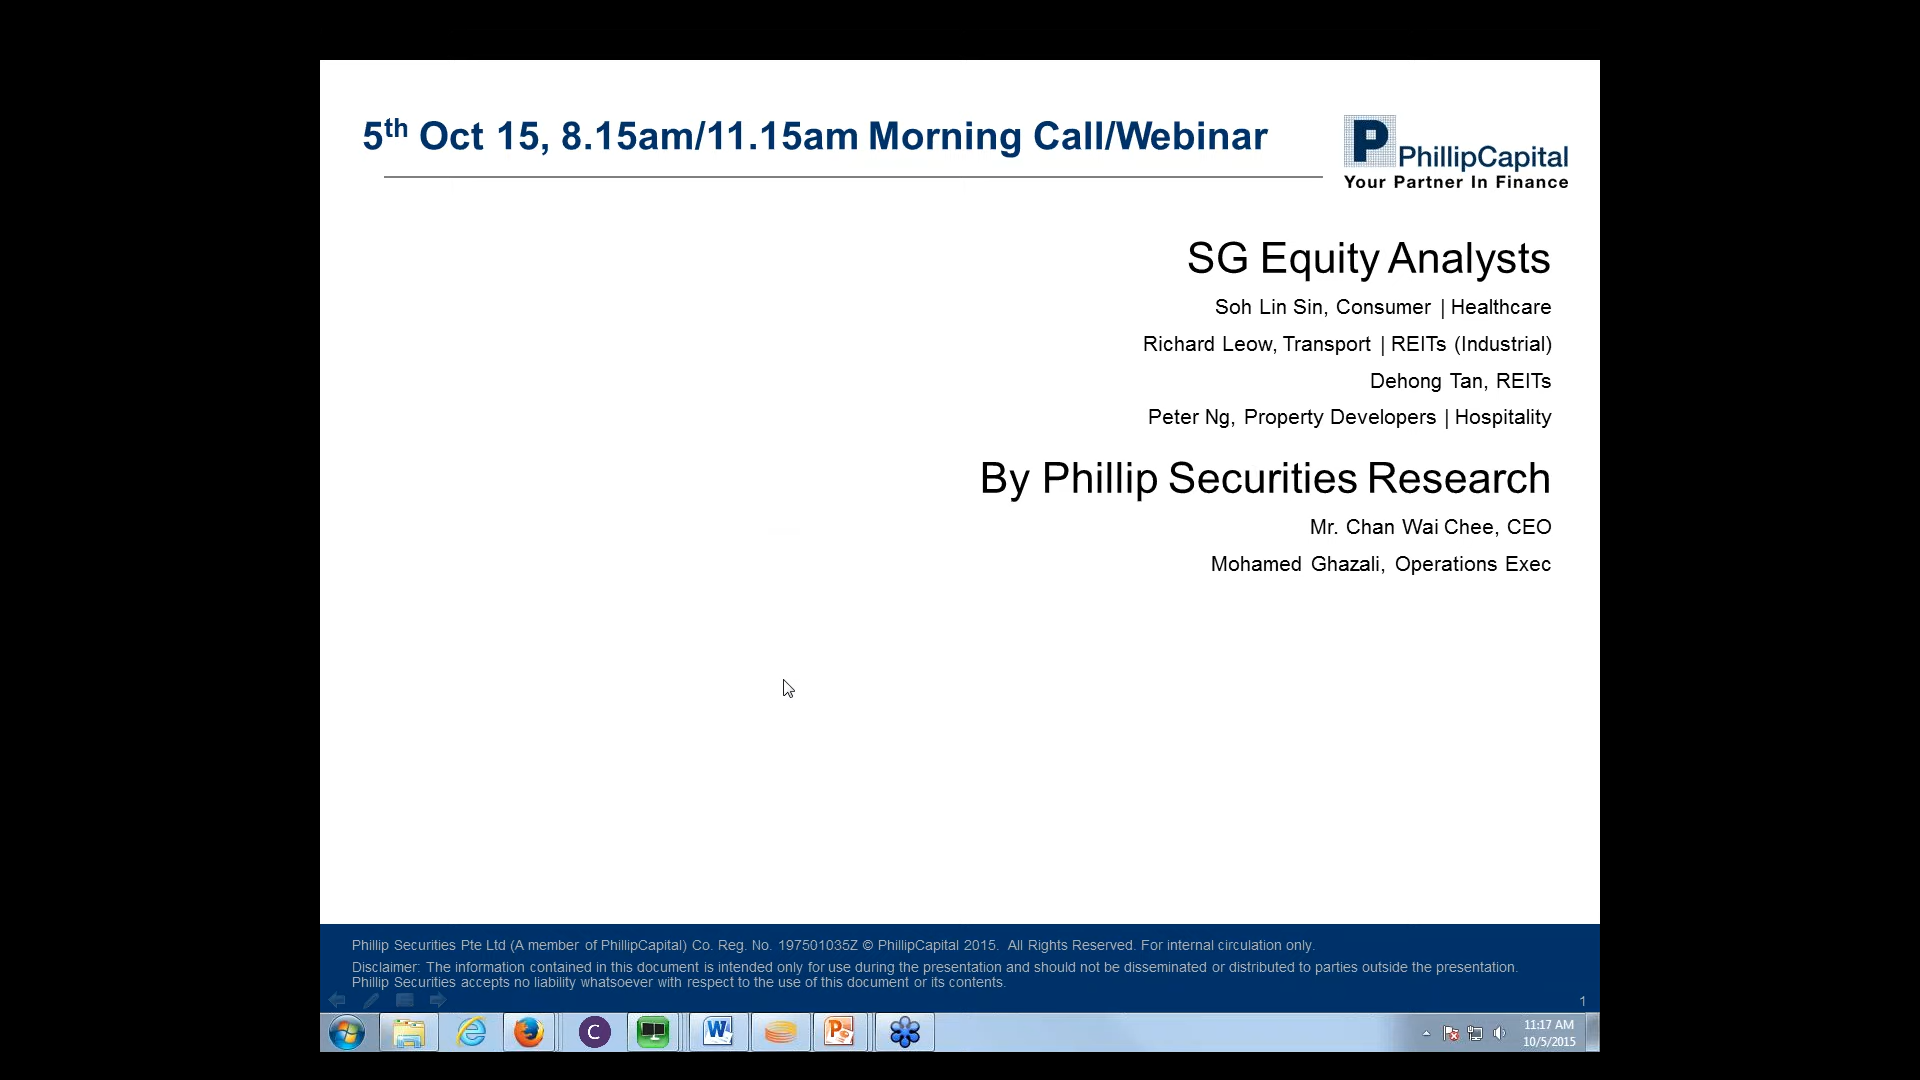 5th Oct 15, 8.15am/11.15am Morning Call/Webinar
P PhillipCapital
Your Partner In Finance
SG Equity Analysts
Soh Lin Sin, Consumer | Healthcare
Richard Leow, Transport | REITs (Industrial)
Dehong Tan, REITs
Peter Ng, Property Developers | Hospitality
By Phillip Securities Research
Mr. Chan Wai Chee, CEO
Mohamed Ghazali, Operations Exec
Phillip Securities Pte Ltd (A member of PhillipCapital) Co. Reg. No. 197501035Z © PhillipCapital 2015. All Rights Reserved. For internal circulation only.
Disclaimer: The information contained in this document is intended only for use during the presentation and should not be disseminated or distributed to parties outside the presentation.
Phillip Securities accepts no liability whatsoever with respect to the use of this document or its contents.
1
C
W
P
11:17 AM
10/5/2015